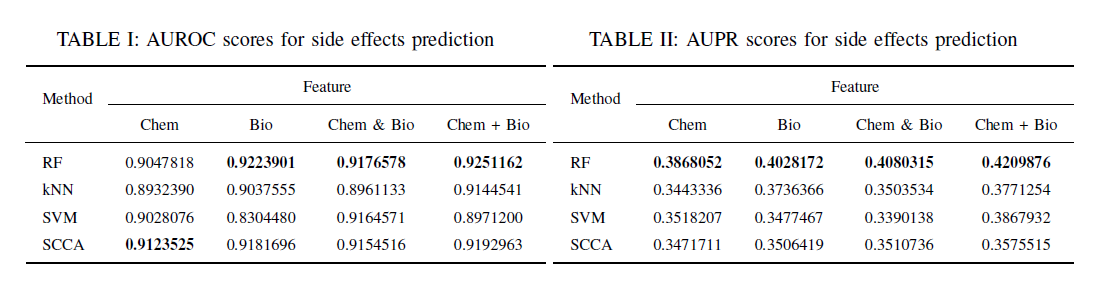 TABLE I: AUROC scores for side effects prediction
Method Feature
Chem Bio Chem & Bio Chem + Bio
RF 0.9047818 0.9223901 0.9176578 0.9251162
kNN 0.8932390 0.9037555 0.8961133 0.9144541
SVM 0.9028076 0.8304480 0.9164571 0.8971200
SCCA 0.9123525 0.9181696 0.9154516 0.9192963
TABLE II: AUPR scores for side effects prediction
Method Feature
Chem Bio Chem & Bio Chem + Bio
RF 0.3868052 0.4028172 0.4080315 0.4209876
kNN 0.3443336 0.3736366 0.3503534 0.3771254
SVM 0.3518207 0.3477467 0.3390138 0.3867932
SCCA 0.3471711 0.3506419 0.3510736 0.3575515